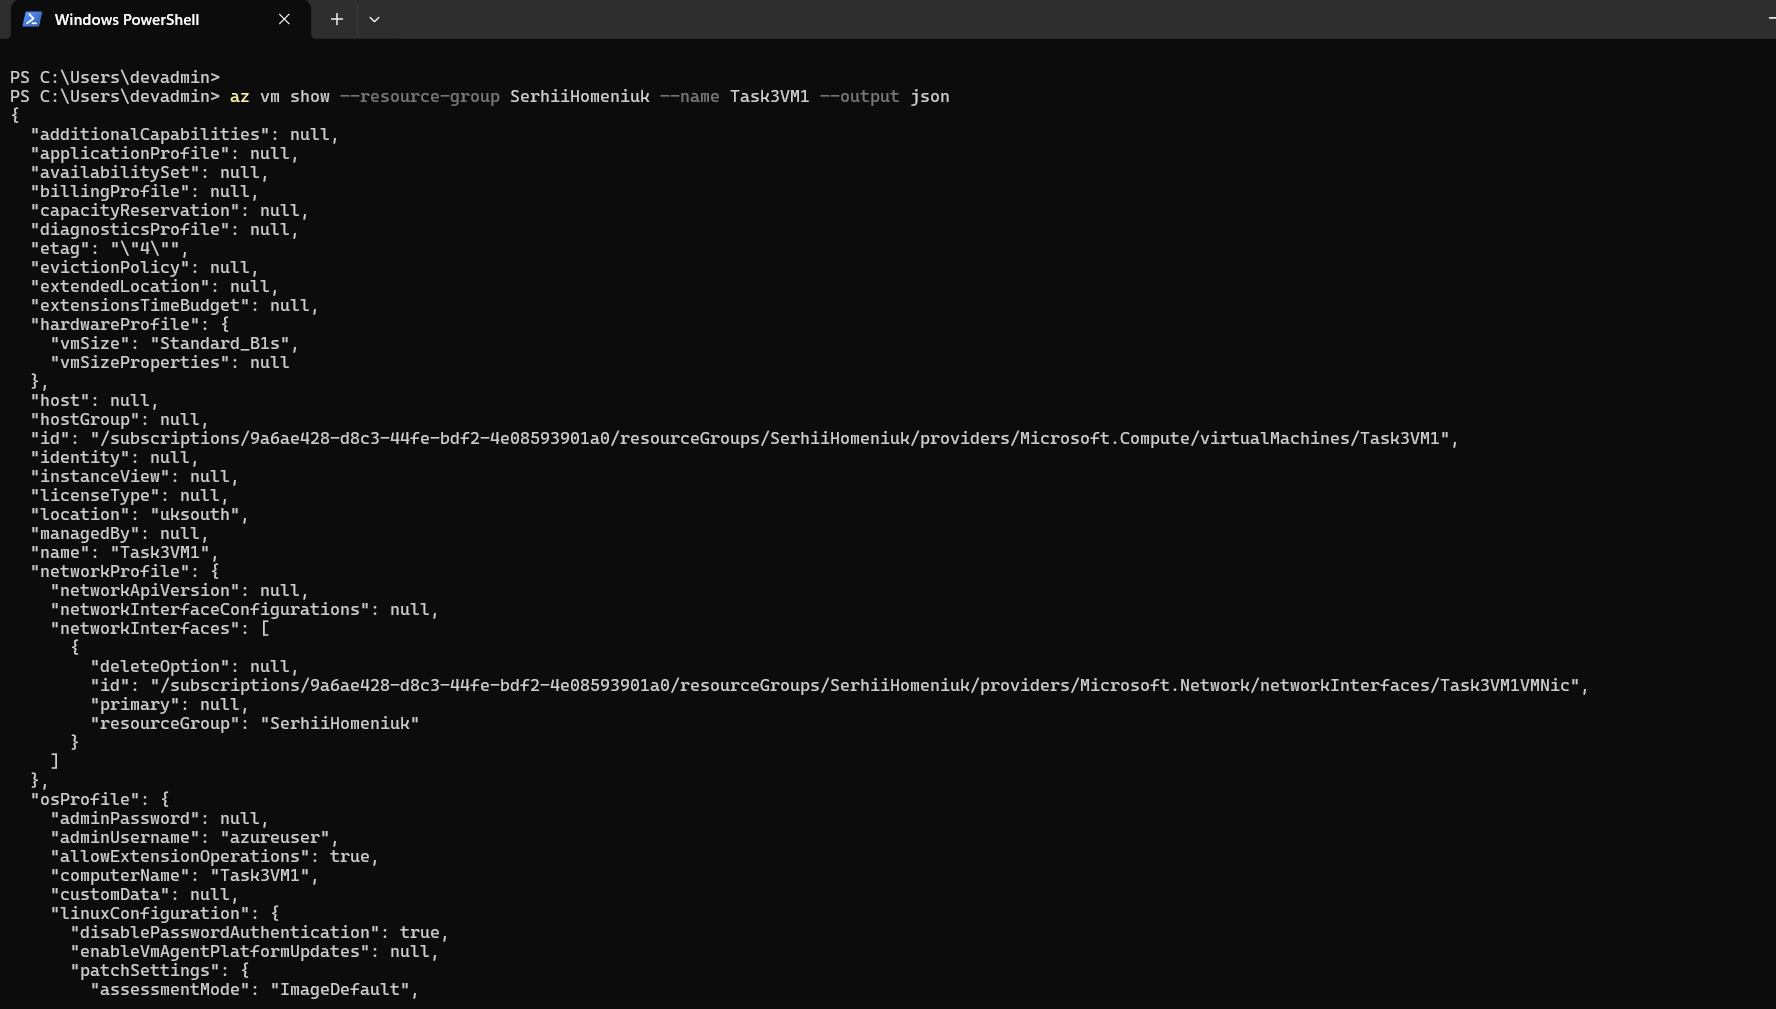 Windows PowerShell
PS C:\Users\devadmin>
PS C:\Users\devadmin> az vm show --resource-group SerhiiHomeniuk --name Task3VM1 --output json
{
  "additionalCapabilities": null,
  "applicationProfile": null,
  "availabilitySet": null,
  "billingProfile": null,
  "capacityReservation": null,
  "diagnosticsProfile": null,
  "etag": "\"4\"",
  "evictionPolicy": null,
  "extendedLocation": null,
  "extensionsTimeBudget": null,
  "hardwareProfile": {
    "vmSize": "Standard_B1s",
    "vmSizeProperties": null
  },
  "host": null,
  "hostGroup": null,
  "id": "/subscriptions/9a6ae428-d8c3-44fe-bdf2-4e08593901a0/resourceGroups/SerhiiHomeniuk/providers/Microsoft.Compute/virtualMachines/Task3VM1",
  "identity": null,
  "instanceView": null,
  "licenseType": null,
  "location": "uksouth",
  "managedBy": null,
  "name": "Task3VM1",
  "networkProfile": {
    "networkApiVersion": null,
    "networkInterfaceConfigurations": null,
    "networkInterfaces": [
      {
        "deleteOption": null,
        "id": "/subscriptions/9a6ae428-d8c3-44fe-bdf2-4e08593901a0/resourceGroups/SerhiiHomeniuk/providers/Microsoft.Network/networkInterfaces/Task3VM1VMNic",
        "primary": null,
        "resourceGroup": "SerhiiHomeniuk"
      }
    ]
  },
  "osProfile": {
    "adminPassword": null,
    "adminUsername": "azureuser",
    "allowExtensionOperations": true,
    "computerName": "Task3VM1",
    "customData": null,
    "linuxConfiguration": {
      "disablePasswordAuthentication": true,
      "enableVmAgentPlatformUpdates": null,
      "patchSettings": {
        "assessmentMode": "ImageDefault",